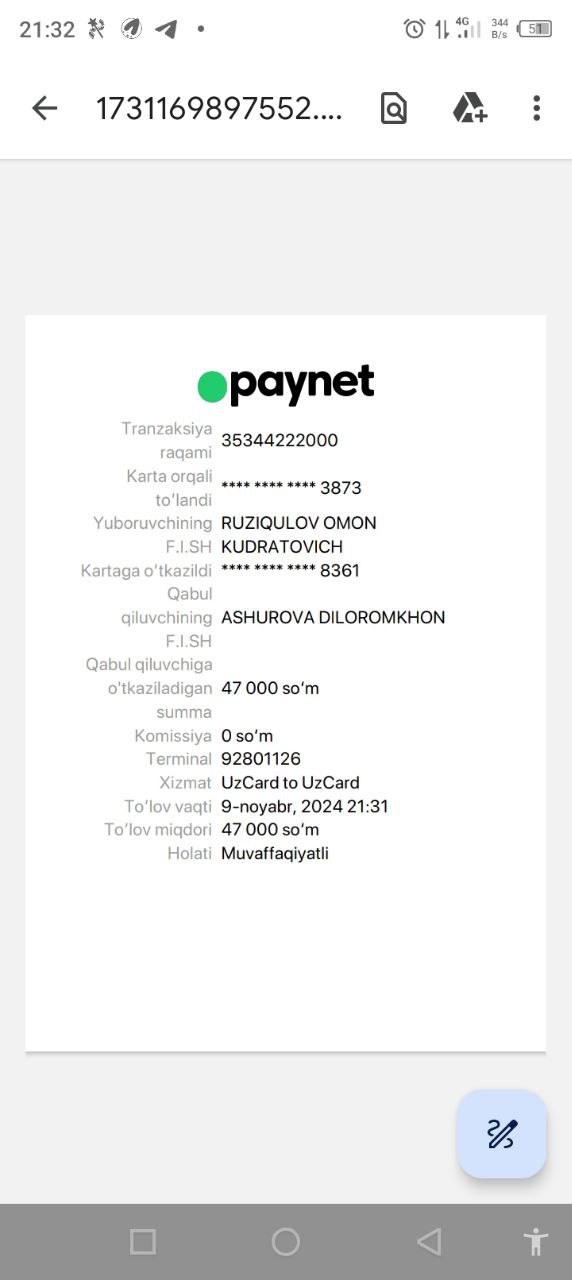 21:32
4G
344
B/s
51
1731169897552....
paynet
Tranzaksiya
raqami
35344222000
Karta orqali
to‘landi
**** **** **** 3873
Yuboruvchining
F.I.SH
RUZIQULOV OMON
KUDRATOVICH
Kartaga o‘tkazildi
**** **** **** 8361
Qabul
qiluvchining
F.I.SH
ASHUROVA DILOROMKHON
Qabul qiluvchiga
o'tkaziladigan
summa
47 000 so‘m
Komissiya
0 so‘m
Terminal
92801126
Xizmat
UzCard to UzCard
To‘lov vaqti
9-noyabr, 2024 21:31
To‘lov miqdori
47 000 so‘m
Holati
Muvaffaqiyatli